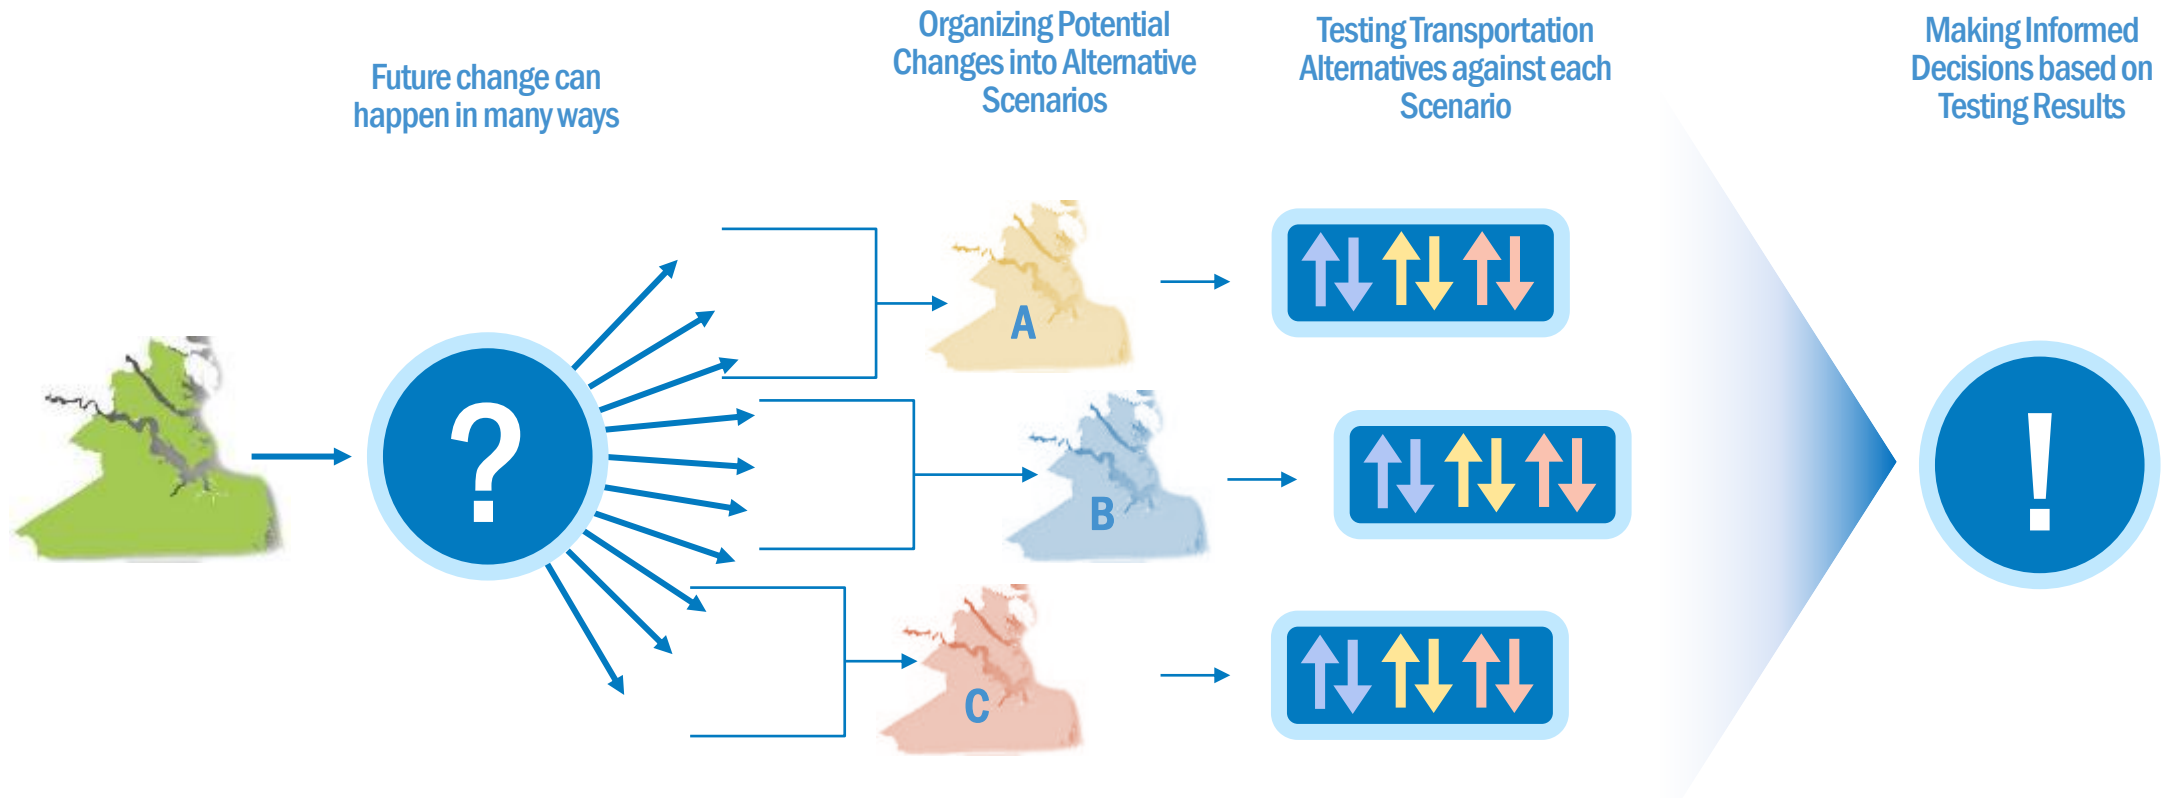 Future change can
happen in many ways
Organizing Potential
Changes into Alternative
Scenarios
Testing Transportation
Alternatives against each
Scenario
Making Informed
Decisions based on
Testing Results
?
A
B
C
!